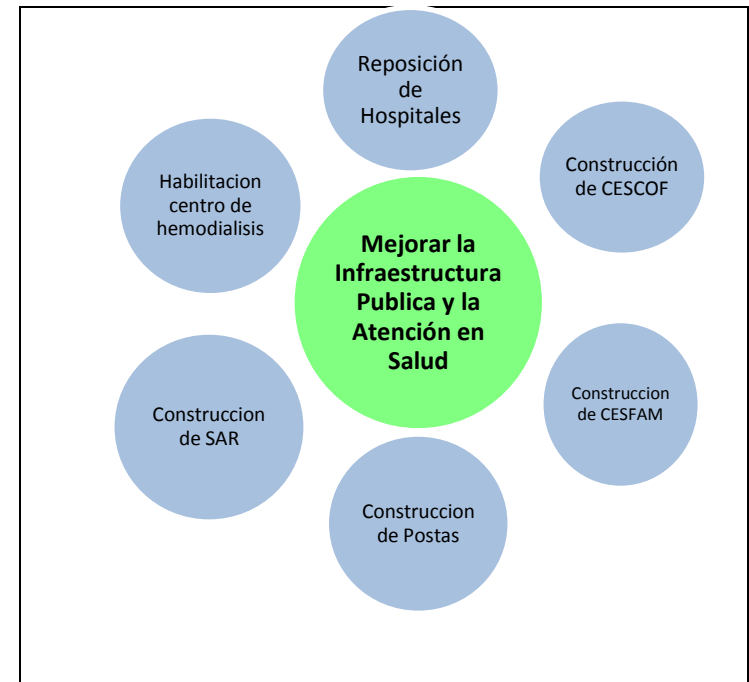 Reposición
de
Hospitales
Construcción
de CESCOF
Habilitacion
centro de
hemodialisis
Mejorar la
Infraestructura
Publica y la
Atención en
Salud
Construccion
de CESFAM
Construccion
de SAR
Construccion
de Postas